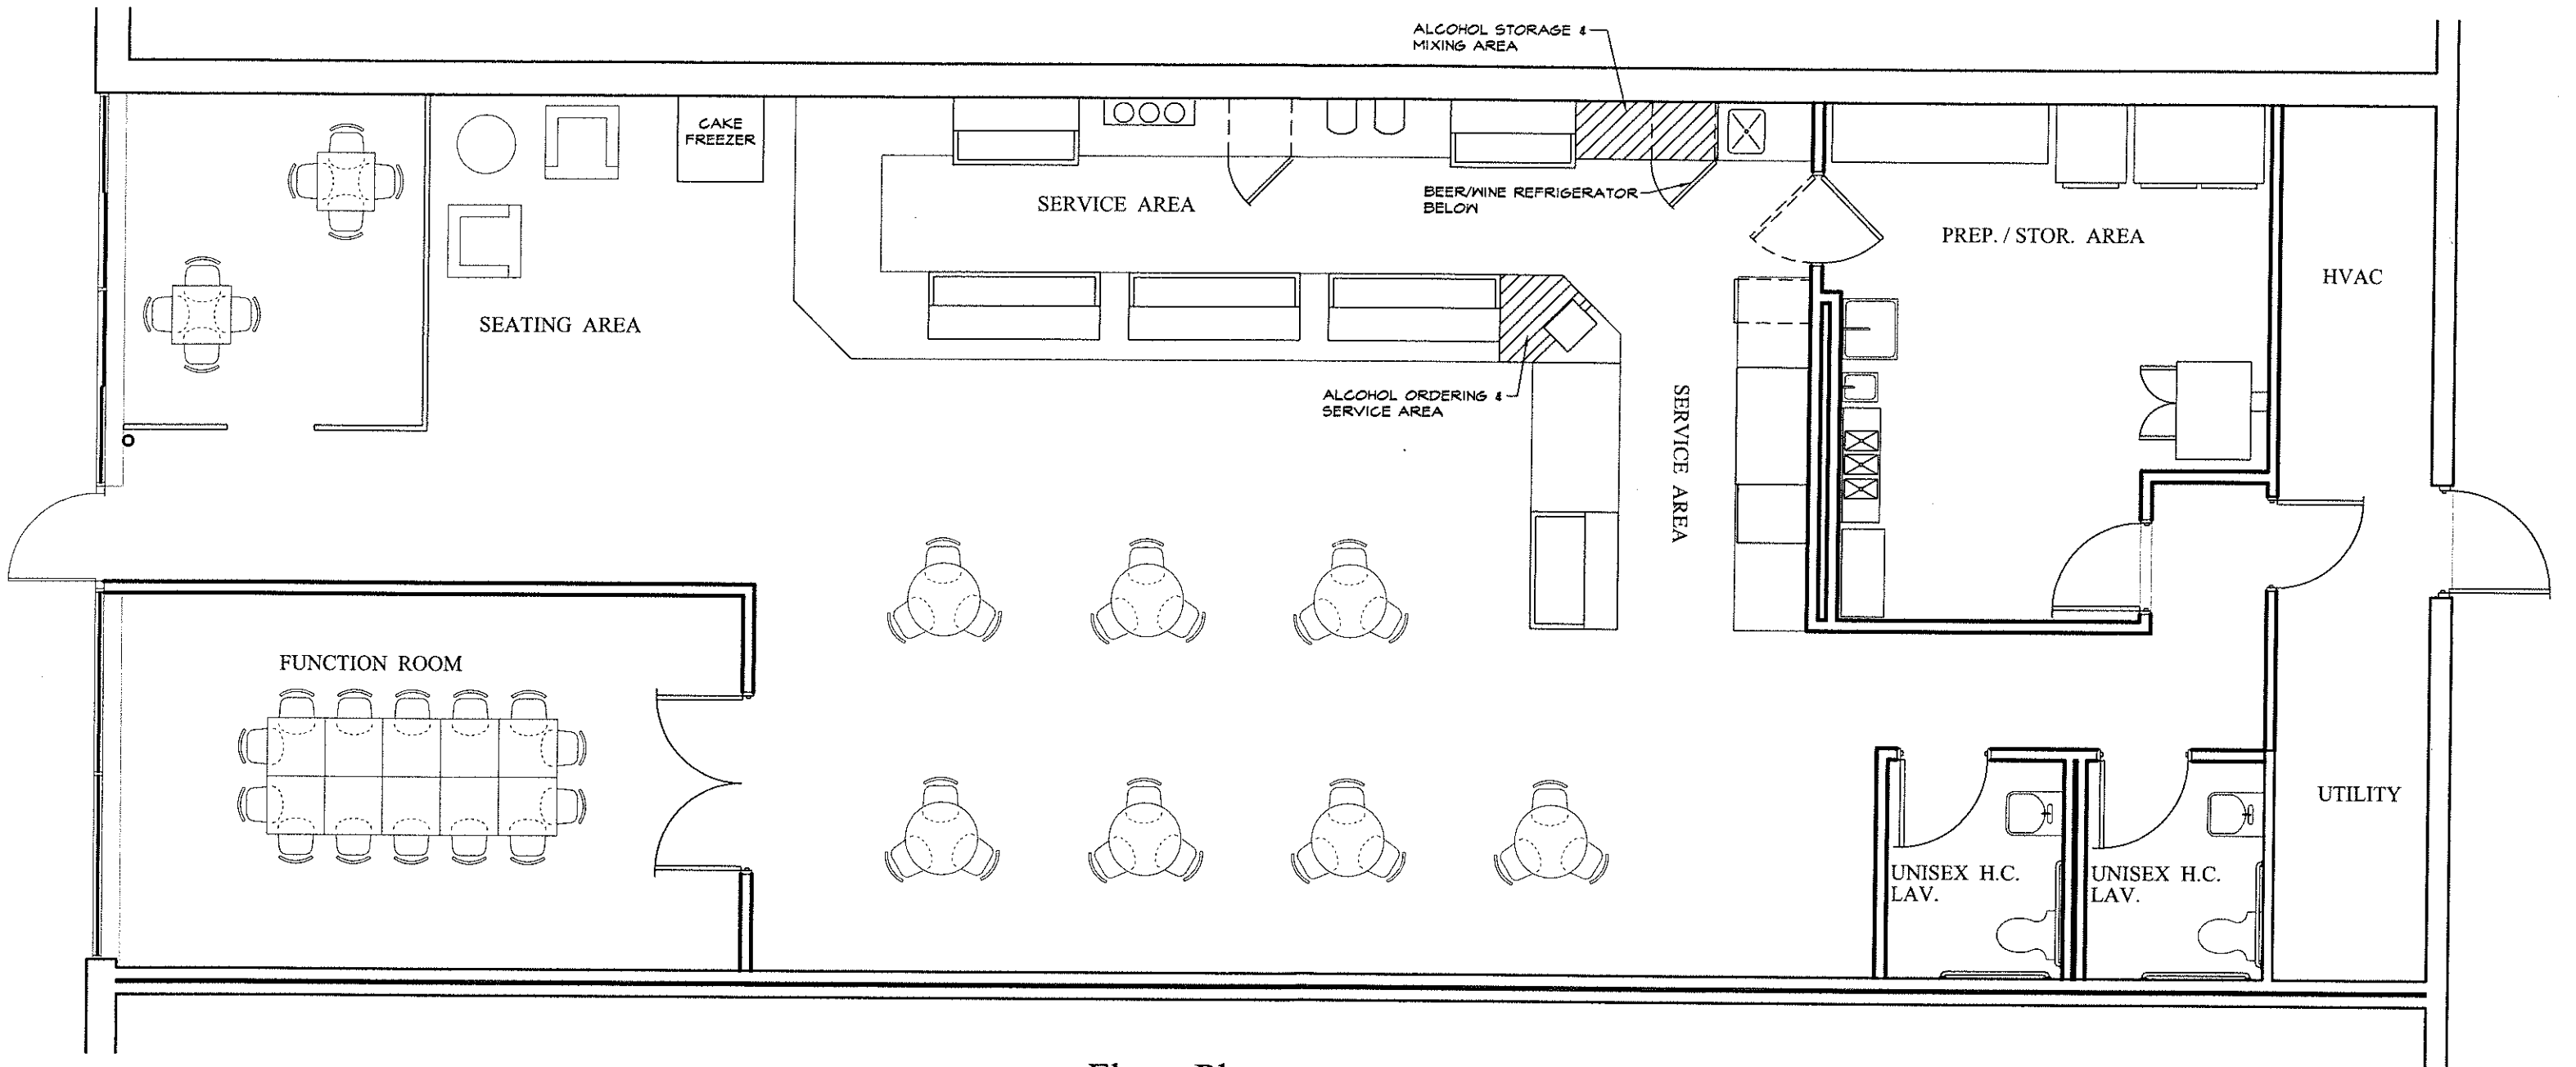 ALCOHOL STORAGE &
MIXING AREA
CAKE
FREEZER
SERVICE AREA
BEER/WINE REFRIGERATOR
BELOW
PREP. / STOR. AREA
HVAC
SEATING AREA
ALCOHOL ORDERING &
SERVICE AREA
SERVICE AREA
FUNCTION ROOM
UTILITY
UNISEX H.C.
LAV.
UNISEX H.C.
LAV.